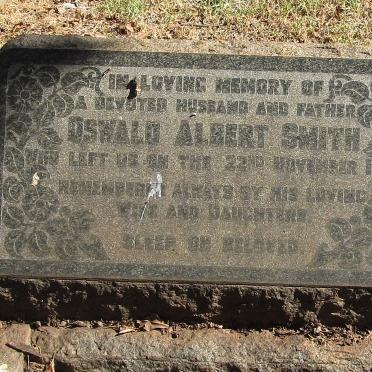 IN LOVING MEMORY OF
A DEVOTED HUSBAND AND FATHER
OSWALD ALBERT SMITH
WHO LEFT US ON THE 22ND NOVEMBER
REMEMBERED ALWAYS BY HIS LOVING
WIFE AND DAUGHTERS
SLEEP ON BELOVED